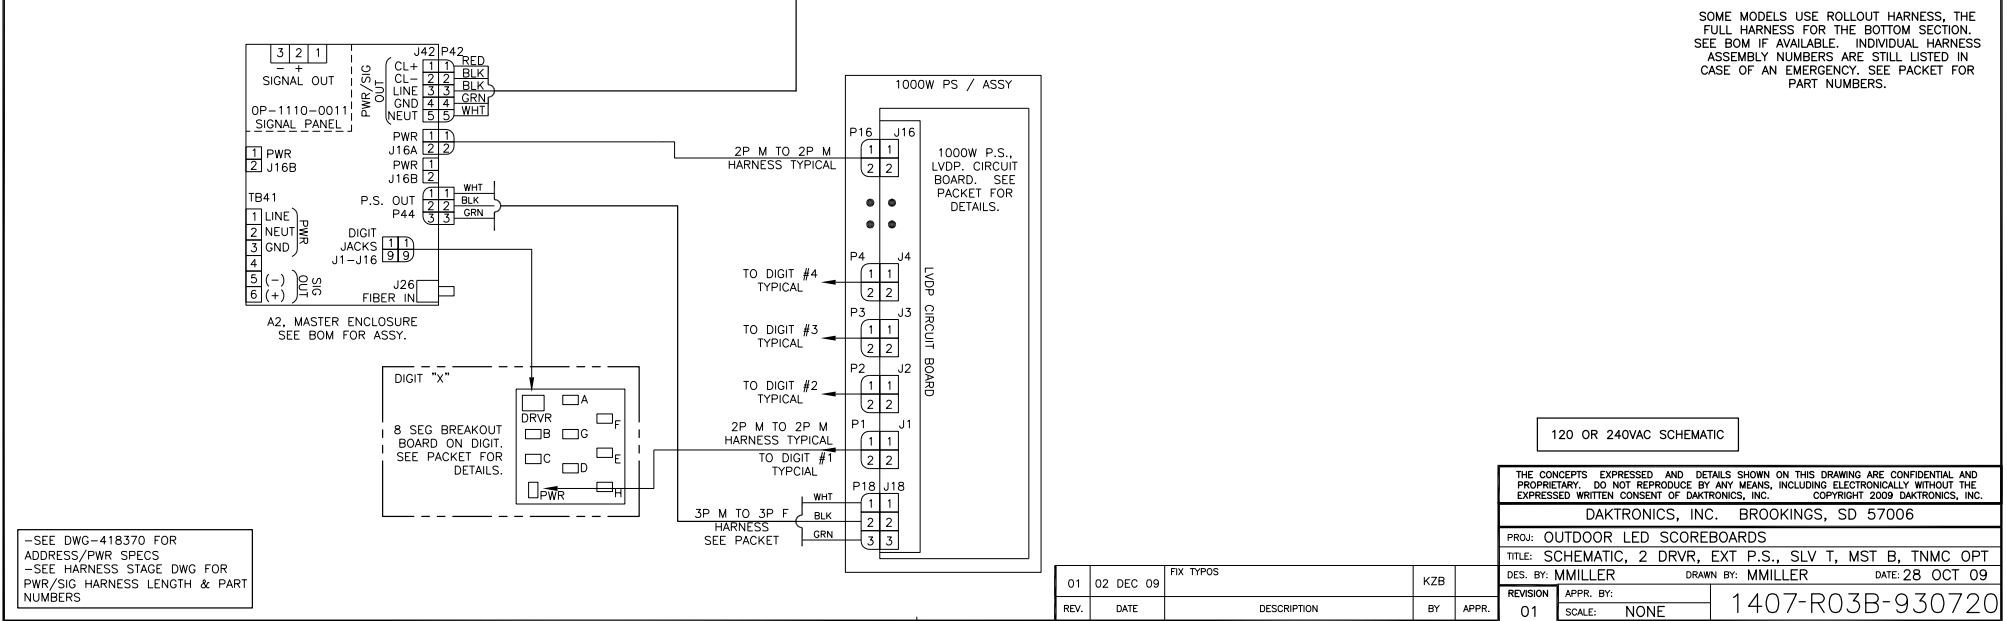 SOME MODELS USE ROLLOUT HARNESS, THE
FULL HARNESS FOR THE BOTTOM SECTION.
SEE BOM IF AVAILABLE. INDIVIDUAL HARNESS
ASSEMBLY NUMBERS ARE STILL LISTED IN
CASE OF AN EMERGENCY. SEE PACKET FOR
PART NUMBERS.
3 2 1
- +
SIGNAL OUT
OP-1110-0011
SIGNAL PANEL
PWR/SIG
OUT
J42 P42
CL+ 1 1 RED
CL- 2 2 BLK
LINE 3 3 BLK
GND 4 4 GRN
NEUT 5 5 WHT
1 PWR
2 J16B
PWR 1 1
J16A 2 2
PWR 1
J16B 2
TB41
1 LINE
2 NEUT
3 GND
PWR
4
5 (-)
6 (+)
SIG
OUT
P.S. OUT
P44
1 1 WHT
2 2 BLK
3 3 GRN
DIGIT
JACKS
J1-J16
1 1
9 9
J26
FIBER IN
A2, MASTER ENCLOSURE
SEE BOM FOR ASSY.
DIGIT "X"
8 SEG BREAKOUT
BOARD ON DIGIT.
SEE PACKET FOR
DETAILS.
DRVR
A
F
B
G
C
E
D
PWR
H
1000W PS / ASSY
1000W P.S.,
LVDP. CIRCUIT
BOARD. SEE
PACKET FOR
DETAILS.
LVDP CIRCUIT BOARD
P16 J16
1 1
2 2
2P M TO 2P M
HARNESS TYPICAL
P4 J4
1 1
2 2
TO DIGIT #4
TYPICAL
P3 J3
1 1
2 2
TO DIGIT #3
TYPICAL
P2 J2
1 1
2 2
TO DIGIT #2
TYPICAL
P1 J1
1 1
2 2
2P M TO 2P M
HARNESS TYPICAL
TO DIGIT #1
TYPCIAL
P18 J18
WHT 1 1
BLK 2 2
GRN 3 3
3P M TO 3P F
HARNESS
SEE PACKET
-SEE DWG-418370 FOR
ADDRESS/PWR SPECS
-SEE HARNESS STAGE DWG FOR
PWR/SIG HARNESS LENGTH & PART
NUMBERS
120 OR 240VAC SCHEMATIC
THE CONCEPTS EXPRESSED AND DETAILS SHOWN ON THIS DRAWING ARE CONFIDENTIAL AND
PROPRIETARY. DO NOT REPRODUCE BY ANY MEANS, INCLUDING ELECTRONICALLY WITHOUT THE
EXPRESSED WRITTEN CONSENT OF DAKTRONICS, INC. COPYRIGHT 2009 DAKTRONICS, INC.
DAKTRONICS, INC. BROOKINGS, SD 57006
PROJ: OUTDOOR LED SCOREBOARDS
TITLE: SCHEMATIC, 2 DRVR, EXT P.S., SLV T, MST B, TNMC OPT
DES. BY: MMILLER DRAWN BY: MMILLER DATE: 28 OCT 09
REVISION
01
APPR. BY:
SCALE: NONE
1407-R03B-930720
01 02 DEC 09 FIX TYPOS KZB
REV. DATE DESCRIPTION BY APPR.